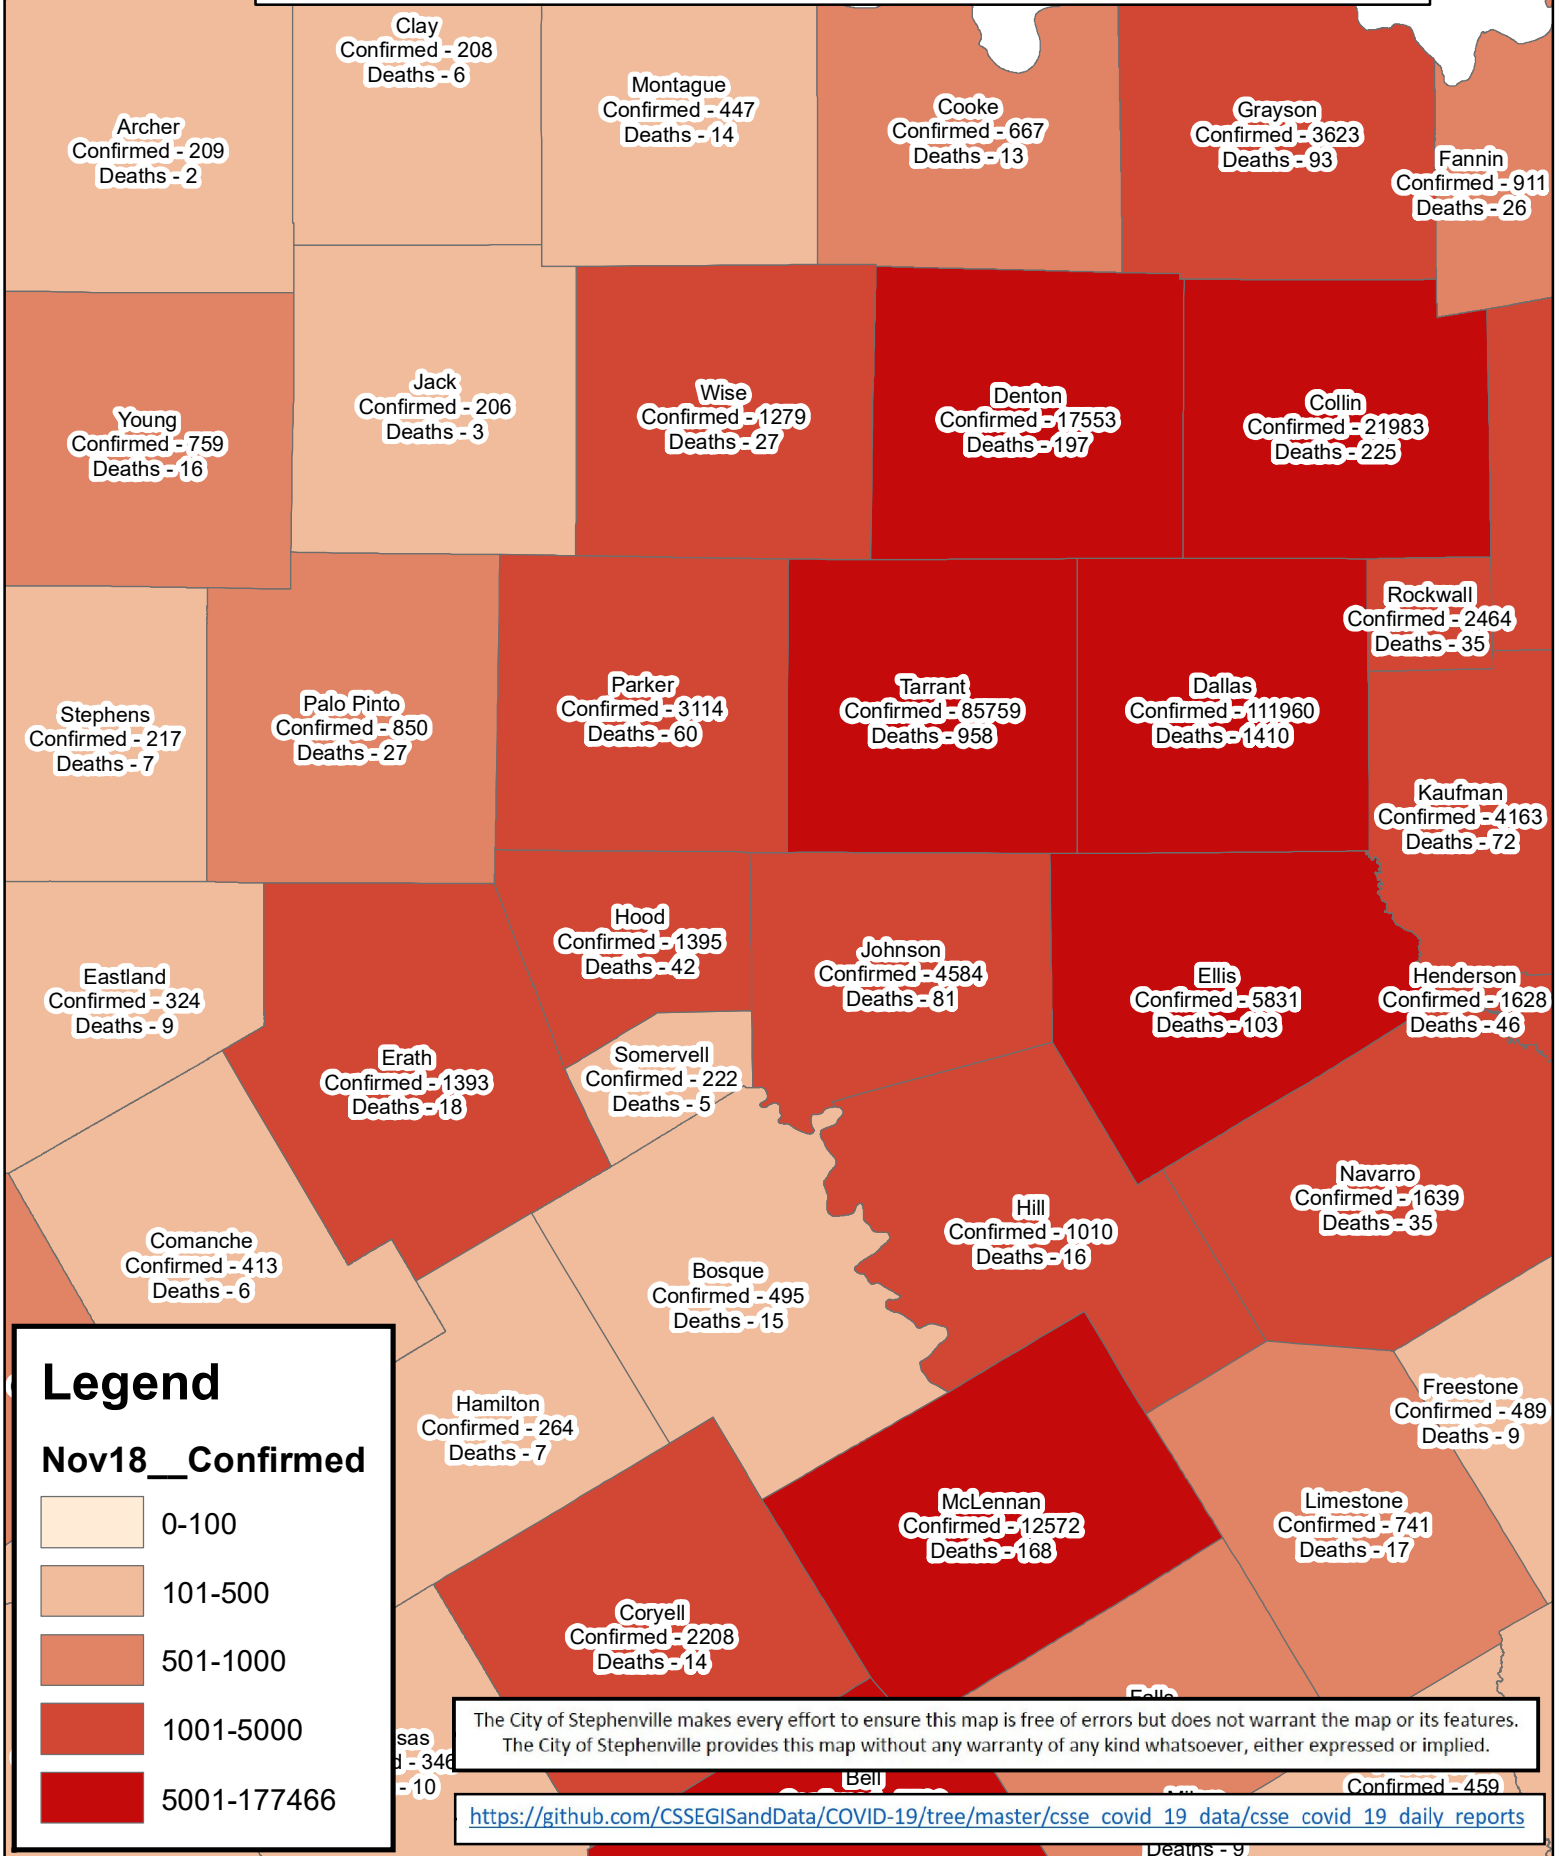 Clay
Confirmed - 208
Deaths - 6
Montague
Confirmed - 447
Deaths - 14
Cooke
Confirmed - 667
Deaths - 13
Grayson
Confirmed - 3623
Deaths - 93
Archer
Confirmed - 209
Deaths - 2
Fannin
Confirmed - 911
Deaths - 26
Young
Confirmed - 759
Deaths - 16
Jack
Confirmed - 206
Deaths - 3
Wise
Confirmed - 1279
Deaths - 27
Denton
Confirmed - 17553
Deaths - 197
Collin
Confirmed - 21983
Deaths - 225
Rockwall
Confirmed - 2464
Deaths - 35
Stephens
Confirmed - 217
Deaths - 7
Palo Pinto
Confirmed - 850
Deaths - 27
Parker
Confirmed - 3114
Deaths - 60
Tarrant
Confirmed - 85759
Deaths - 958
Dallas
Confirmed - 111960
Deaths - 1410
Kaufman
Confirmed - 4163
Deaths - 72
Eastland
Confirmed - 324
Deaths - 9
Hood
Confirmed - 1395
Deaths - 42
Johnson
Confirmed - 4584
Deaths - 81
Ellis
Confirmed - 5831
Deaths - 103
Henderson
Confirmed - 1628
Deaths - 46
Erath
Confirmed - 1393
Deaths - 18
Somervell
Confirmed - 222
Deaths - 5
Navarro
Confirmed - 1639
Deaths - 35
Hill
Confirmed - 1010
Deaths - 16
Comanche
Confirmed - 413
Deaths - 6
Bosque
Confirmed - 495
Deaths - 15
Hamilton
Confirmed - 264
Deaths - 7
Freestone
Confirmed - 489
Deaths - 9
McLennan
Confirmed - 12572
Deaths - 168
Limestone
Confirmed - 741
Deaths - 17
Coryell
Confirmed - 2208
Deaths - 14
Legend
Nov18__Confirmed
0-100
101-500
501-1000
1001-5000
5001-177466
sas
d - 346
- 10
The City of Stephenville makes every effort to ensure this map is free of errors but does not warrant the map or its features.
The City of Stephenville provides this map without any warranty of any kind whatsoever, either expressed or implied.
Bell
Confirmed - 459
https://github.com/CSSEGISandData/COVID-19/tree/master/csse_covid_19_data/csse_covid_19_daily_reports
Deaths - 9